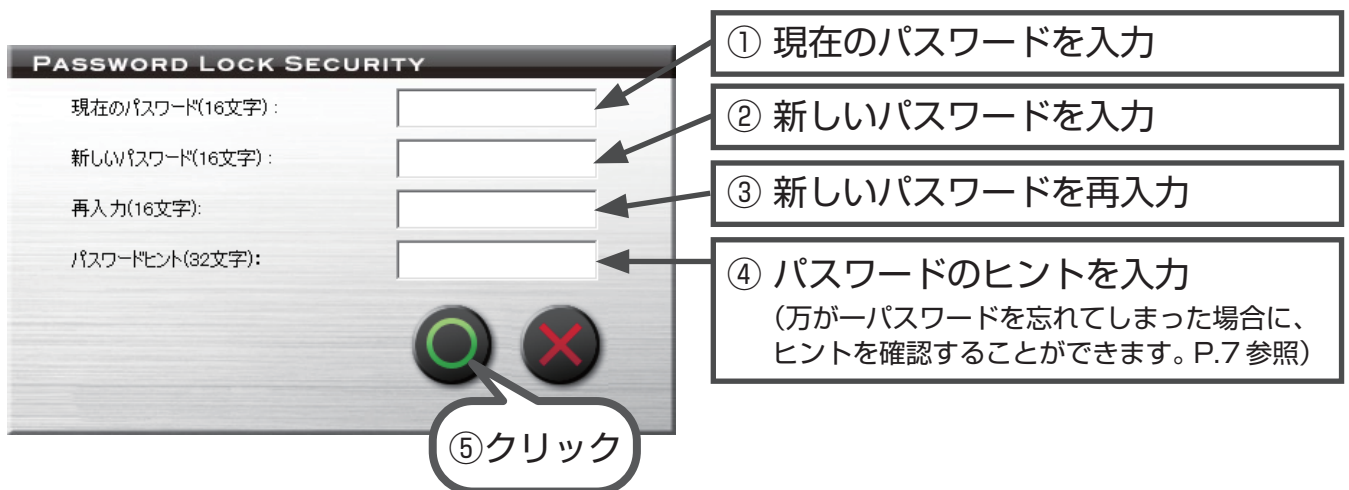 PASSWORD LOCK SECURITY
現在のパスワード(16文字):
新しいパスワード(16文字):
再入力(16文字):
パスワードヒント(32文字):
① 現在のパスワードを入力
② 新しいパスワードを入力
③ 新しいパスワードを再入力
④ パスワードのヒントを入力
(万が一パスワードを忘れてしまった場合に、
ヒントを確認することができます。P.7 参照)
⑤クリック